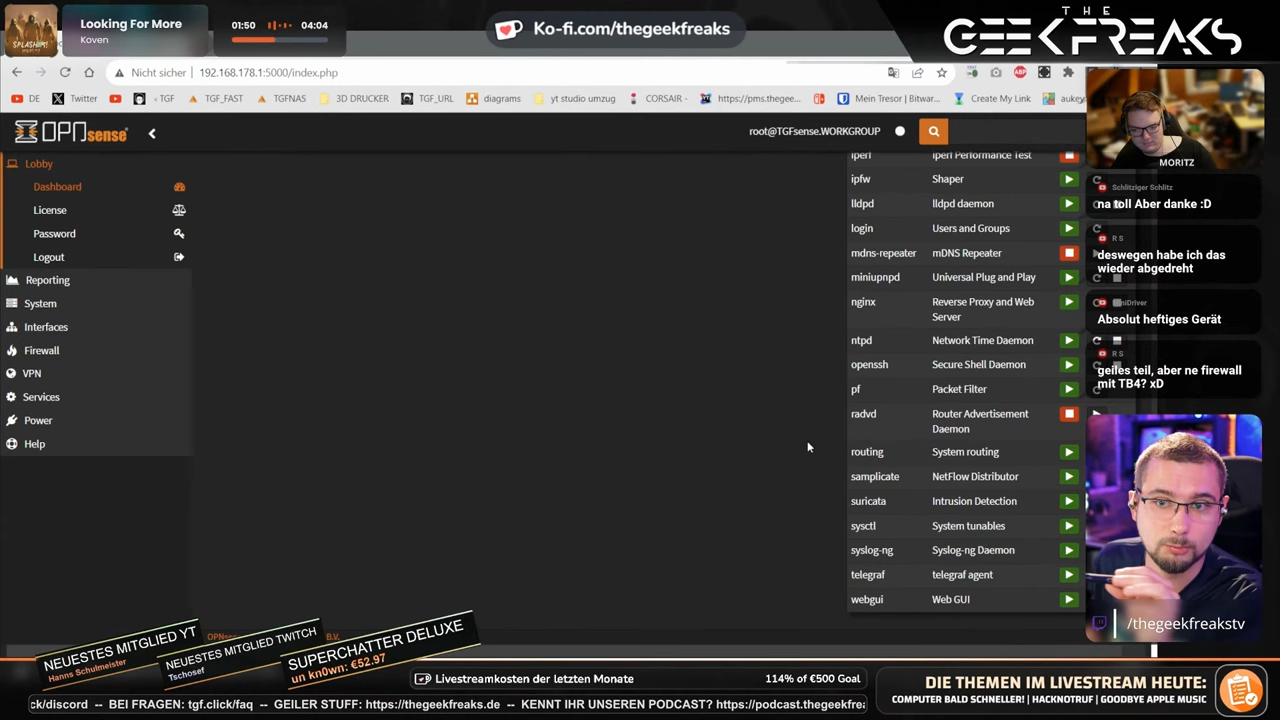 Looking For More
Koven
01:50
04:04
Ko-fi.com/thegeekfreaks
THE
GEEKFREAKS
Nicht sicher
192.168.178.1:5000/index.php
DE
Twitter
‹ TGF
TGF_FAST
TGFNAS
3D DRUCKER
TGF_URL
diagrams
yt studio umzug
CORSAIR -
https://pms.thegee...
Mein Tresor | Bitwar...
Create My Link
aukey
OPNsense
root@TGFsense.WORKGROUP
Lobby
Dashboard
License
Password
Logout
Reporting
System
Interfaces
Firewall
VPN
Services
Power
Help
iperf
iperf Performance Test
ipfw
Shaper
lldpd
lldpd daemon
login
Users and Groups
mdns-repeater
mDNS Repeater
miniupnpd
Universal Plug and Play
nginx
Reverse Proxy and Web
Server
ntpd
Network Time Daemon
openssh
Secure Shell Daemon
pf
Packet Filter
radvd
Router Advertisement
Daemon
routing
System routing
samplicate
NetFlow Distributor
suricata
Intrusion Detection
sysctl
System tunables
syslog-ng
Syslog-ng Daemon
telegraf
telegraf agent
webgui
Web GUI
MORITZ
Schlitziger Schlitz
na toll Aber danke :D
R S
deswegen habe ich das
wieder abgedreht
Absolut heftiges Gerät
R S
geiles teil, aber ne firewall
mit TB4? xD
/thegeekfreakstv
NEUESTES MITGLIED YT
Hanns Schulmeister
NEUESTES MITGLIED TWITCH
Tschosef
SUPERCHATTER DELUXE
un kn0wn: €52.97
B.V.
Livestreamkosten der letzten Monate
114% of €500 Goal
ck/discord -- BEI FRAGEN: tgf.click/faq -- GEILER STUFF: https://thegeekfreaks.de -- KENNT IHR UNSEREN PODCAST? https://podcast.thegeekfrea
DIE THEMEN IM LIVESTREAM HEUTE:
COMPUTER BALD SCHNELLER! | HACKNOTRUF | GOODBYE APPLE MUSIC